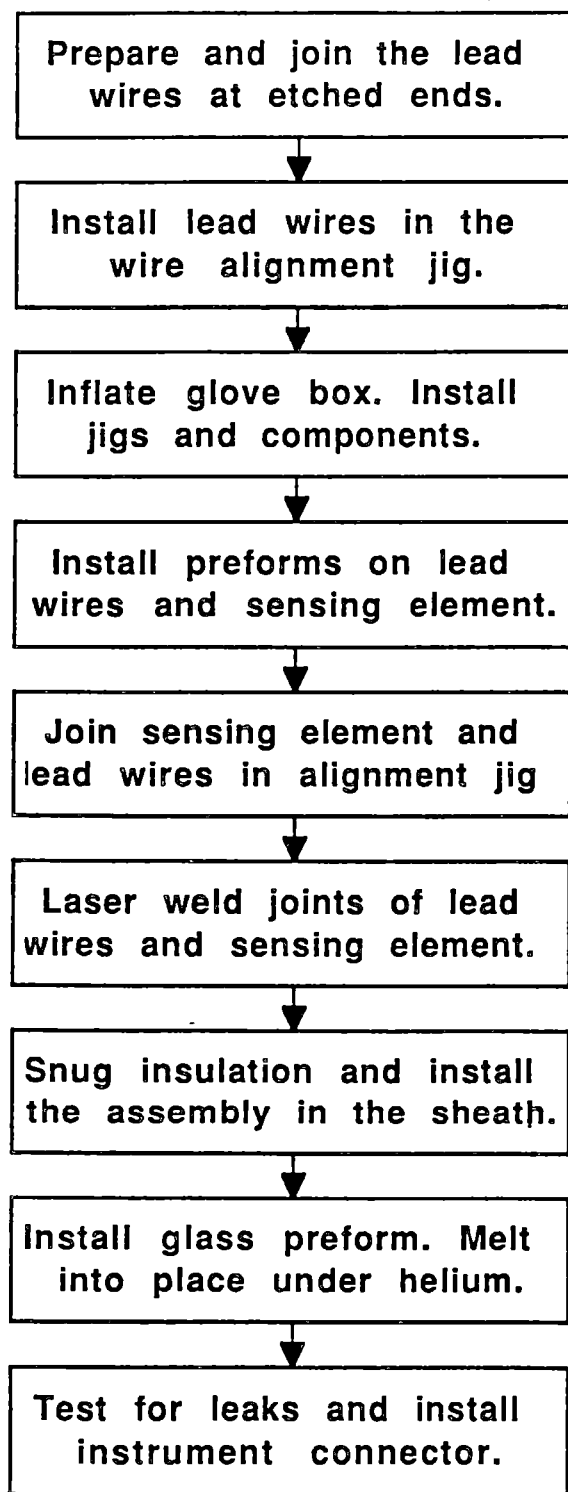 Prepare and join the lead
wires at etched ends.
Install lead wires in the
wire alignment jig.
Inflate glove box. Install
jigs and components.
Install preforms on lead
wires and sensing element.
Join sensing element and
lead wires in alignment jig
Laser weld joints of lead
wires and sensing element.
Snug insulation and install
the assembly in the sheath.
Install glass preform. Melt
into place under helium.
Test for leaks and install
instrument connector.